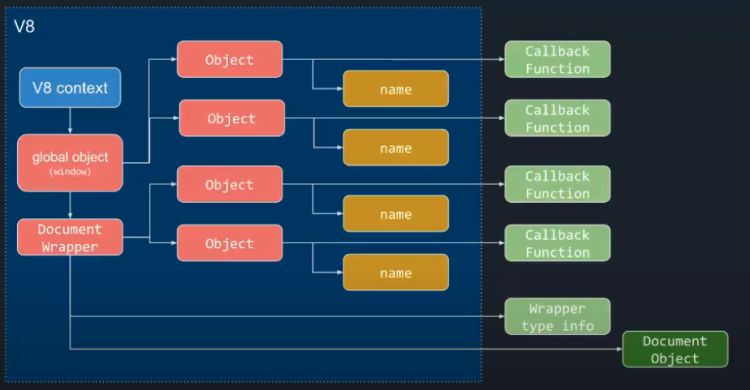 V8
Object
Callback
Function
V8 context
name
Object
Callback
Function
global object
(window)
name
Object
Callback
Function
name
Document
Wrapper
Object
Callback
Function
name
Wrapper
type info
Document
Object